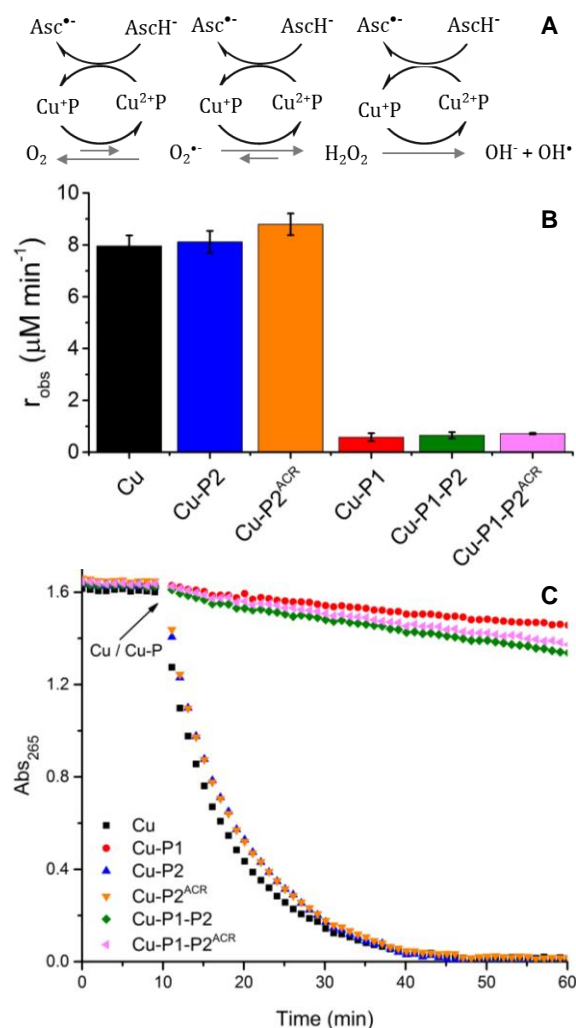 Asc•- AscH- Asc•- AscH- Asc•- AscH- A
Cu+P Cu2+P Cu+P Cu2+P Cu+P Cu2+P
O2 O2•- H2O2 OH- + OH•
B
10
8
6
4
2
0
robs (μM min-1)
Cu
Cu-P2
Cu-P2ACR
Cu-P1
Cu-P1-P2
Cu-P1-P2ACR
C
1.6
1.2
0.8
0.4
0.0
Abs265
Cu / Cu-P
Cu
Cu-P1
Cu-P2
Cu-P2ACR
Cu-P1-P2
Cu-P1-P2ACR
0 10 20 30 40 50 60
Time (min)